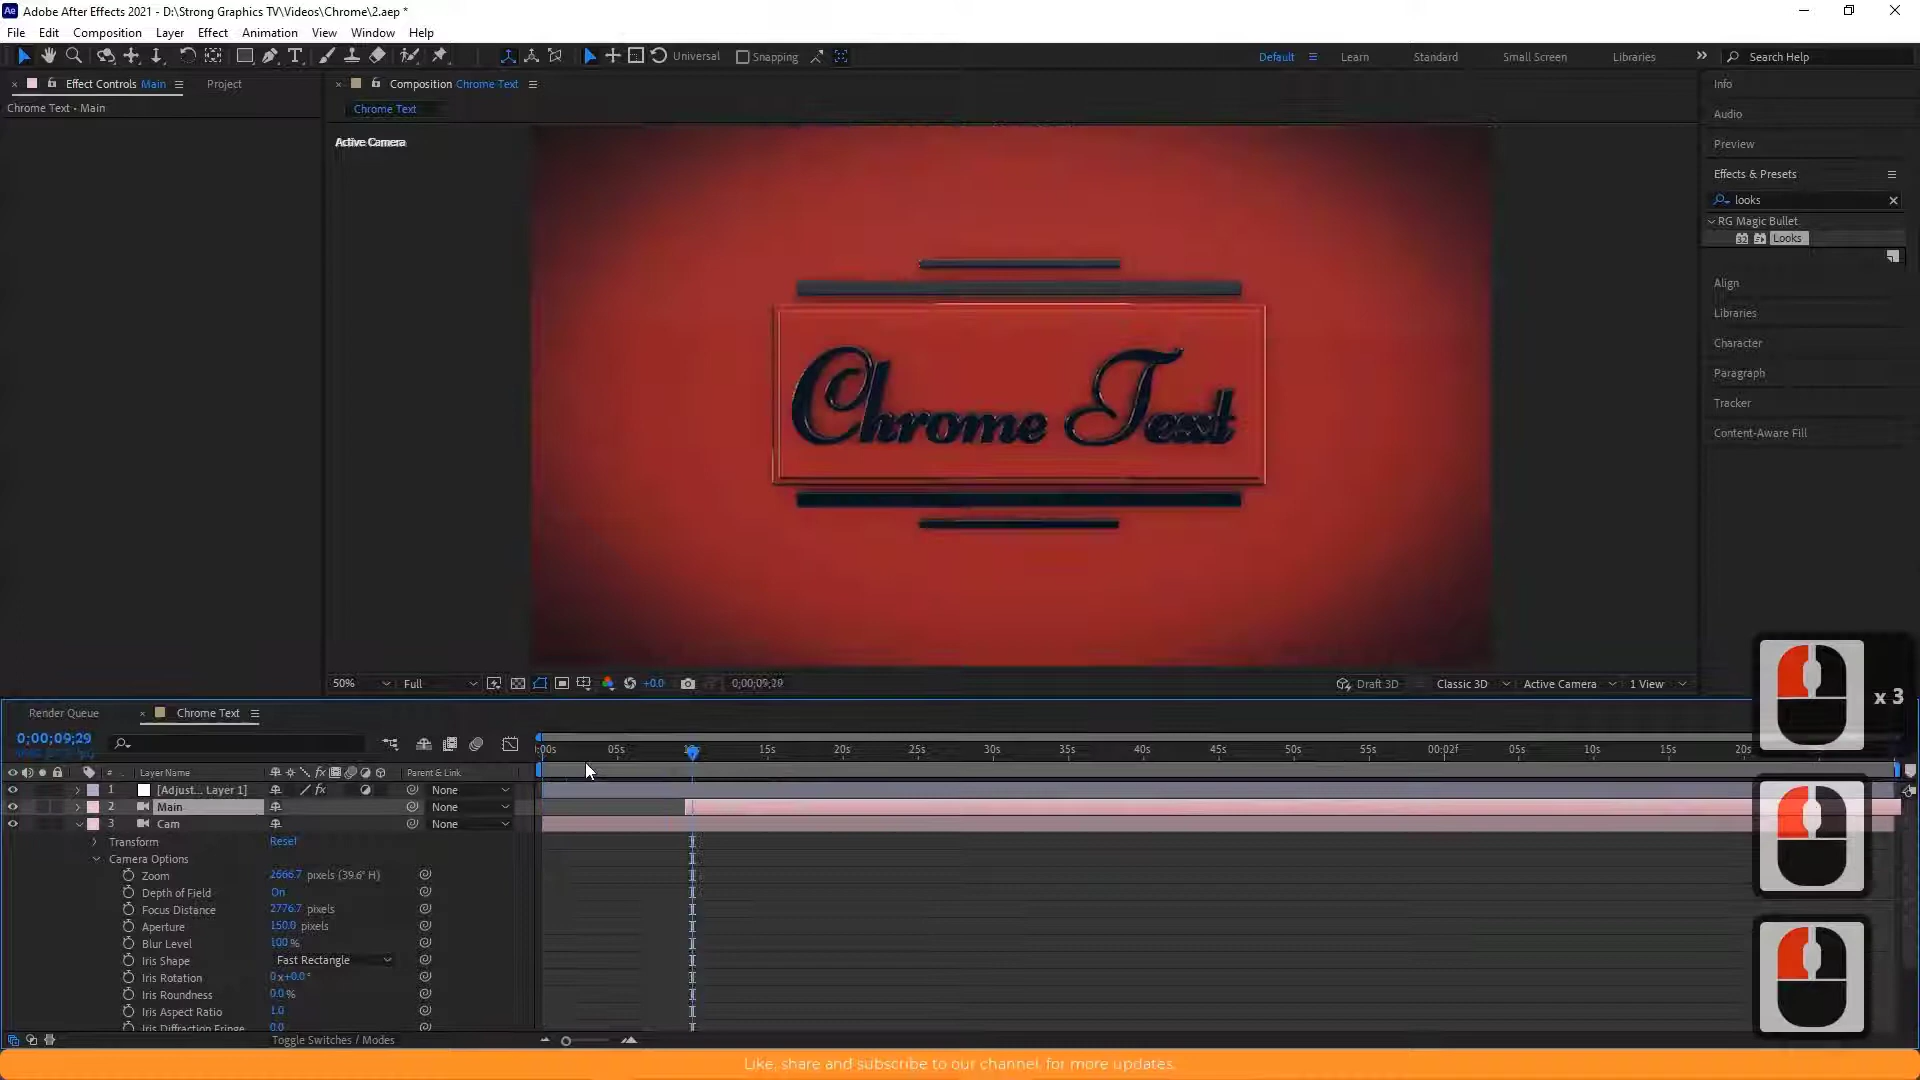 Adobe After Effects 2021 - D:\Strong Graphics TV\Videos\Chrome\2.aep *
File Edit Composition Layer Effect Animation View Window Help
Universal Snapping Default Learn Standard Small Screen Libraries Search Help
Effect Controls Main Project
Composition Chrome Text
Chrome Text • Main
Chrome Text
Active Camera
Chrome Text
Info
Audio
Preview
Effects & Presets
looks
RG Magic Bullet
32 Looks
Align
Libraries
Character
Paragraph
Tracker
Content-Aware Fill
x 3
50% Full +0.0 0;00;09;29 Draft 3D Classic 3D Active Camera 1 View
Render Queue Chrome Text
0;00;09;29
0:00s 05s 10s 15s 20s 25s 30s 35s 40s 45s 50s 55s 00:02f 05s 10s 15s 20s
# Layer Name fx Parent & Link
1 [Adjust... Layer 1] fx None
2 Main None
3 Cam None
Transform Reset
Camera Options
Zoom 2666.7 pixels (39.6° H)
Depth of Field On
Focus Distance 2776.7 pixels
Aperture 150.0 pixels
Blur Level 100 %
Iris Shape Fast Rectangle
Iris Rotation 0 x +0.0 °
Iris Roundness 0.0 %
Iris Aspect Ratio 1.0
Iris Diffraction Fringe 0.0
Toggle Switches / Modes
Like, share and subscribe to our channel, for more updates.